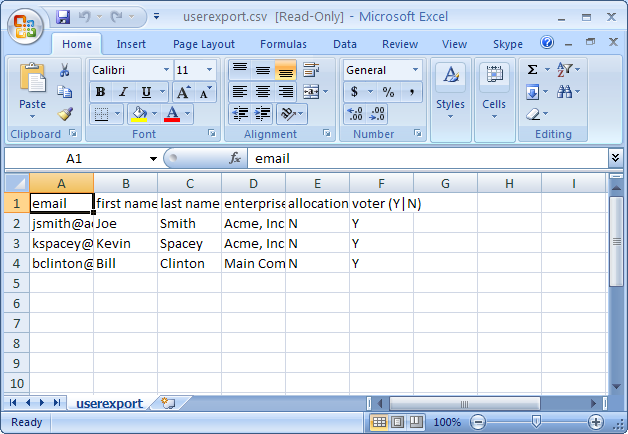 userexport.csv [Read-Only] - Microsoft Excel
Home Insert Page Layout Formulas Data Review View Skype
Paste
Calibri 11
B I U
A A
General
$ % ,
Styles
Cells
Σ
Clipboard Font Alignment Number Editing
A1 fx email
A B C D E F G H I
1 email first name last name enterprise allocation voter (Y|N)
2 jsmith@a Joe Smith Acme, Inc N Y
3 kspacey@ Kevin Spacey Acme, Inc N Y
4 bclinton@ Bill Clinton Main Com N Y
5
6
7
8
9
10
userexport
Ready 100%